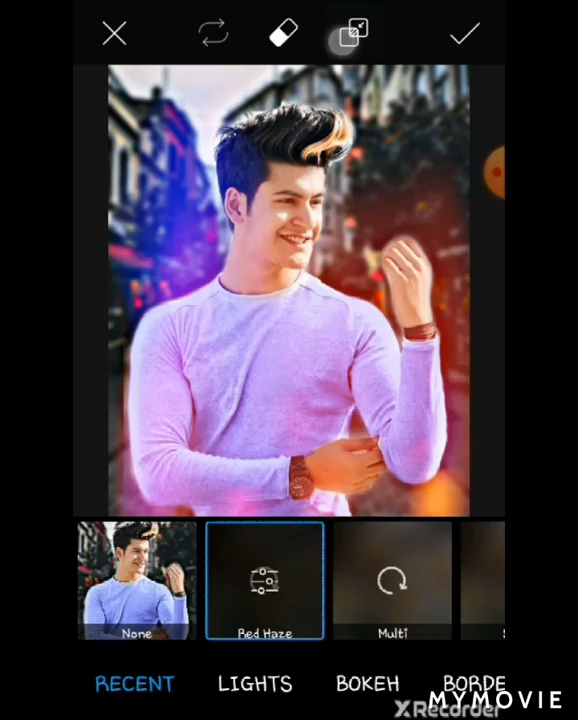 None
Red Haze
Multi
RECENT LIGHTS BOKEH BORDE
MYMOVIE
XRecorder